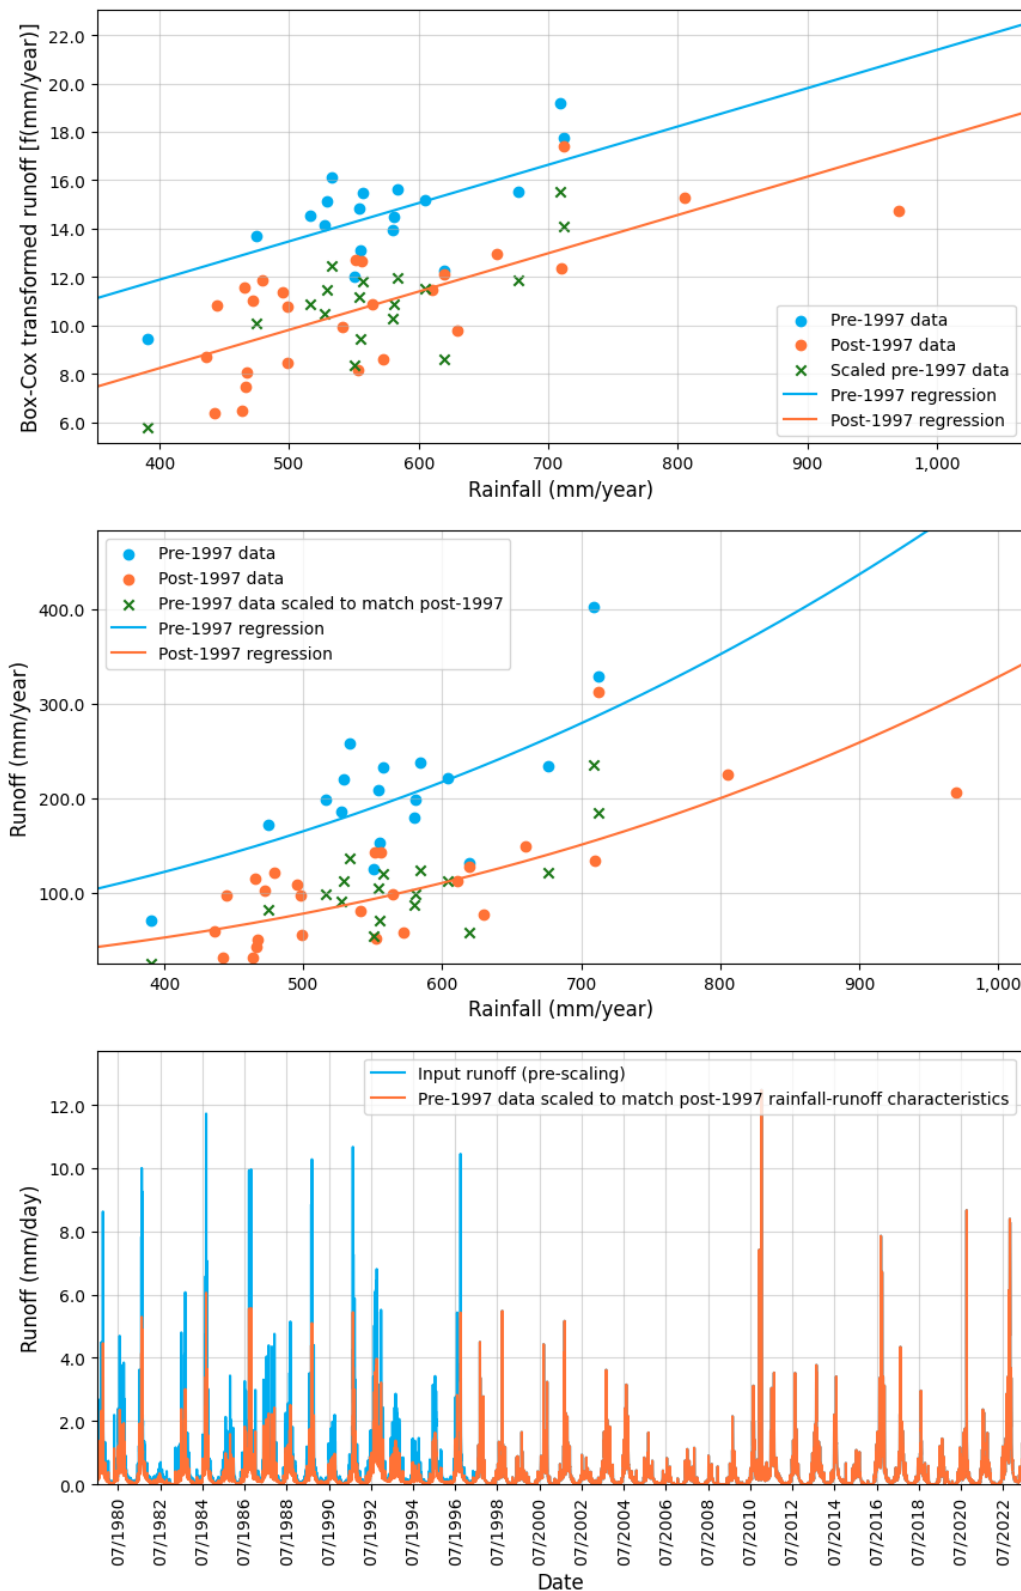 Box-Cox transformed runoff [f(mm/year)]
22.0
20.0
18.0
16.0
14.0
12.0
10.0
8.0
6.0
Pre-1997 data
Post-1997 data
Scaled pre-1997 data
Pre-1997 regression
Post-1997 regression
400 500 600 700 800 900 1,000
Rainfall (mm/year)
Runoff (mm/year)
400.0
300.0
200.0
100.0
Pre-1997 data
Post-1997 data
Pre-1997 data scaled to match post-1997
Pre-1997 regression
Post-1997 regression
400 500 600 700 800 900 1,000
Rainfall (mm/year)
Runoff (mm/day)
12.0
10.0
8.0
6.0
4.0
2.0
0.0
Input runoff (pre-scaling)
Pre-1997 data scaled to match post-1997 rainfall-runoff characteristics
07/1980 07/1982 07/1984 07/1986 07/1988 07/1990 07/1992 07/1994 07/1996 07/1998 07/2000 07/2002 07/2004 07/2006 07/2008 07/2010 07/2012 07/2014 07/2016 07/2018 07/2020 07/2022
Date